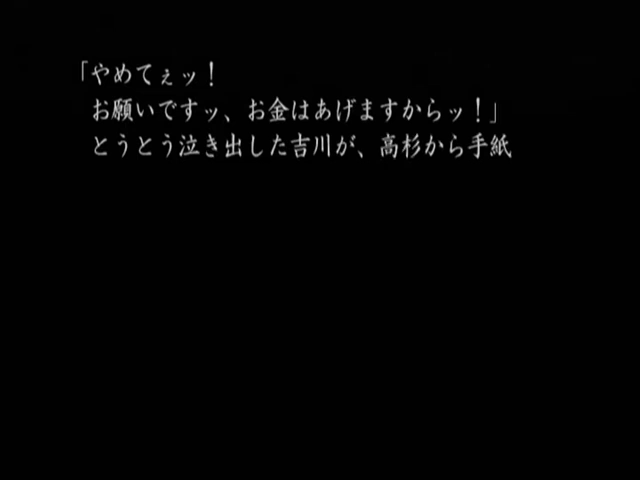 「やめてぇッ！
お願いですッ、お金はあげますからッ！」
とうとう泣き出した吉川が、高杉から手紙